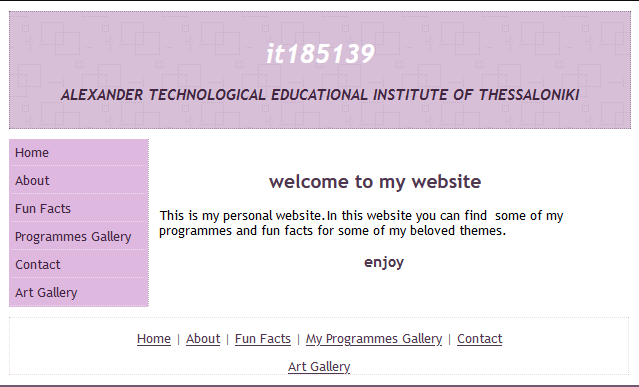 it185139
ALEXANDER TECHNOLOGICAL EDUCATIONAL INSTITUTE OF THESSALONIKI
Home
About
Fun Facts
Programmes Gallery
Contact
Art Gallery
welcome to my website
This is my personal website.In this website you can find  some of my
programmes and fun facts for some of my beloved themes.
enjoy
Home | About | Fun Facts | My Programmes Gallery | Contact
Art Gallery